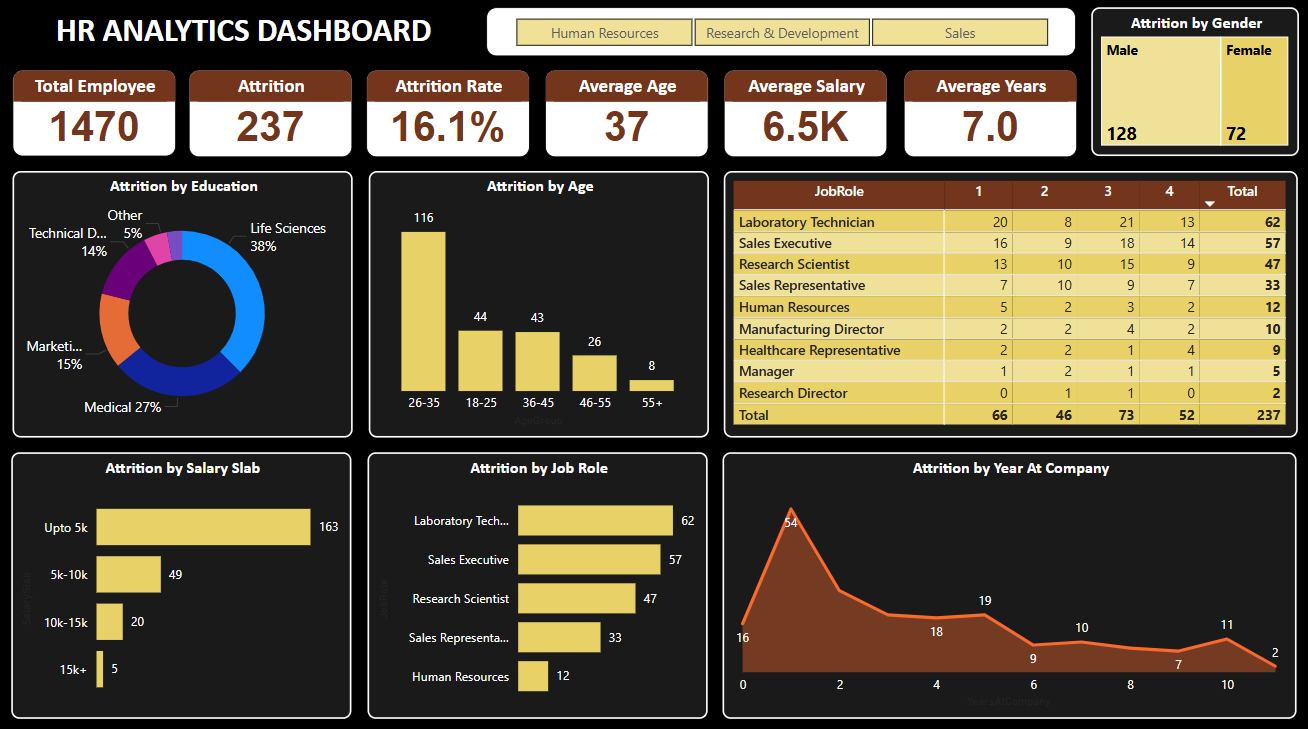 HR ANALYTICS DASHBOARD
Human Resources
Research & Development
Sales
Attrition by Gender
Male
Female
128
72
Total Employee
1470
Attrition
237
Attrition Rate
16.1%
Average Age
37
Average Salary
6.5K
Average Years
7.0
Attrition by Education
Other
5%
Technical D...
14%
Life Sciences
38%
Marketi...
15%
Medical 27%
Attrition by Age
116
44
43
26
8
26-35 18-25 36-45 46-55 55+
AgeGroup
JobRole 1 2 3 4 Total
Laboratory Technician 20 8 21 13 62
Sales Executive 16 9 18 14 57
Research Scientist 13 10 15 9 47
Sales Representative 7 10 9 7 33
Human Resources 5 2 3 2 12
Manufacturing Director 2 2 4 2 10
Healthcare Representative 2 2 1 4 9
Manager 1 2 1 1 5
Research Director 0 1 1 0 2
Total 66 46 73 52 237
Attrition by Salary Slab
SalarySlab
Upto 5k 163
5k-10k 49
10k-15k 20
15k+ 5
Attrition by Job Role
JobRole
Laboratory Tech... 62
Sales Executive 57
Research Scientist 47
Sales Representa... 33
Human Resources 12
Attrition by Year At Company
54
16
18
19
9
10
7
11
2
0 2 4 6 8 10
YearsAtCompany